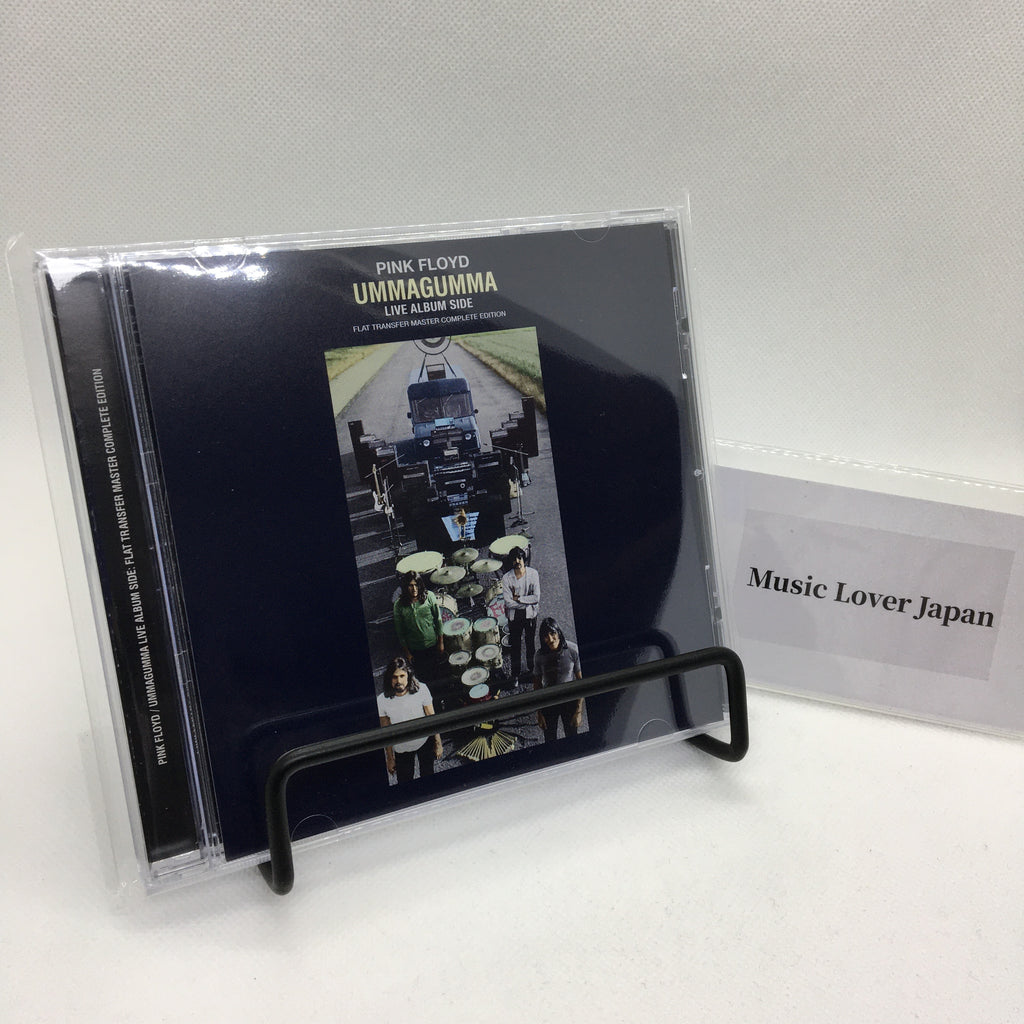 PINK FLOYD
UMMAGUMMA
LIVE ALBUM SIDE
FLAT TRANSFER MASTER COMPLETE EDITION
PINK FLOYD / UMMAGUMMA LIVE ALBUM SIDE: FLAT TRANSFER MASTER COMPLETE EDITION
Music Lover Japan